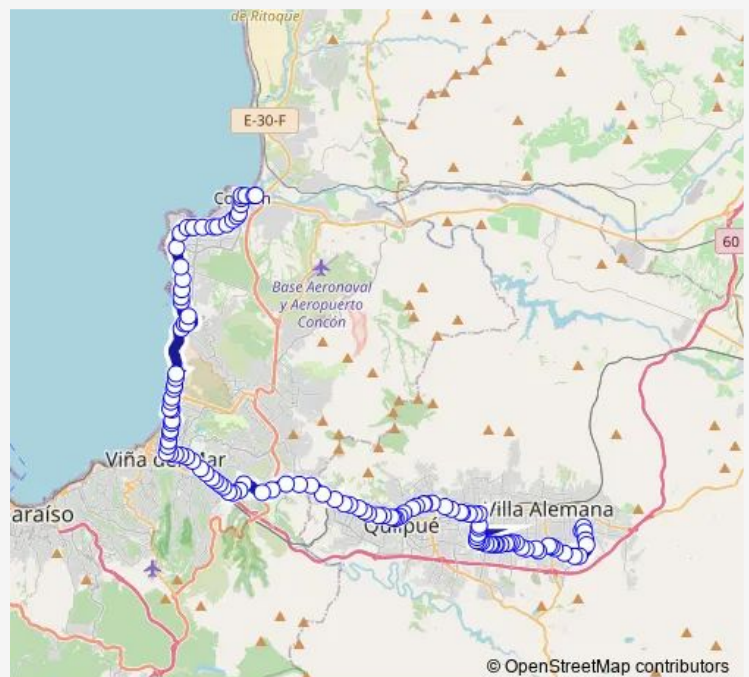 de Ritoque
E-30-F
60
Base Aeronaval
y Aeropuerto
Concón
Viña del Mar
araíso
Villa Alemana
Quilpué
© OpenStreetMap contributors